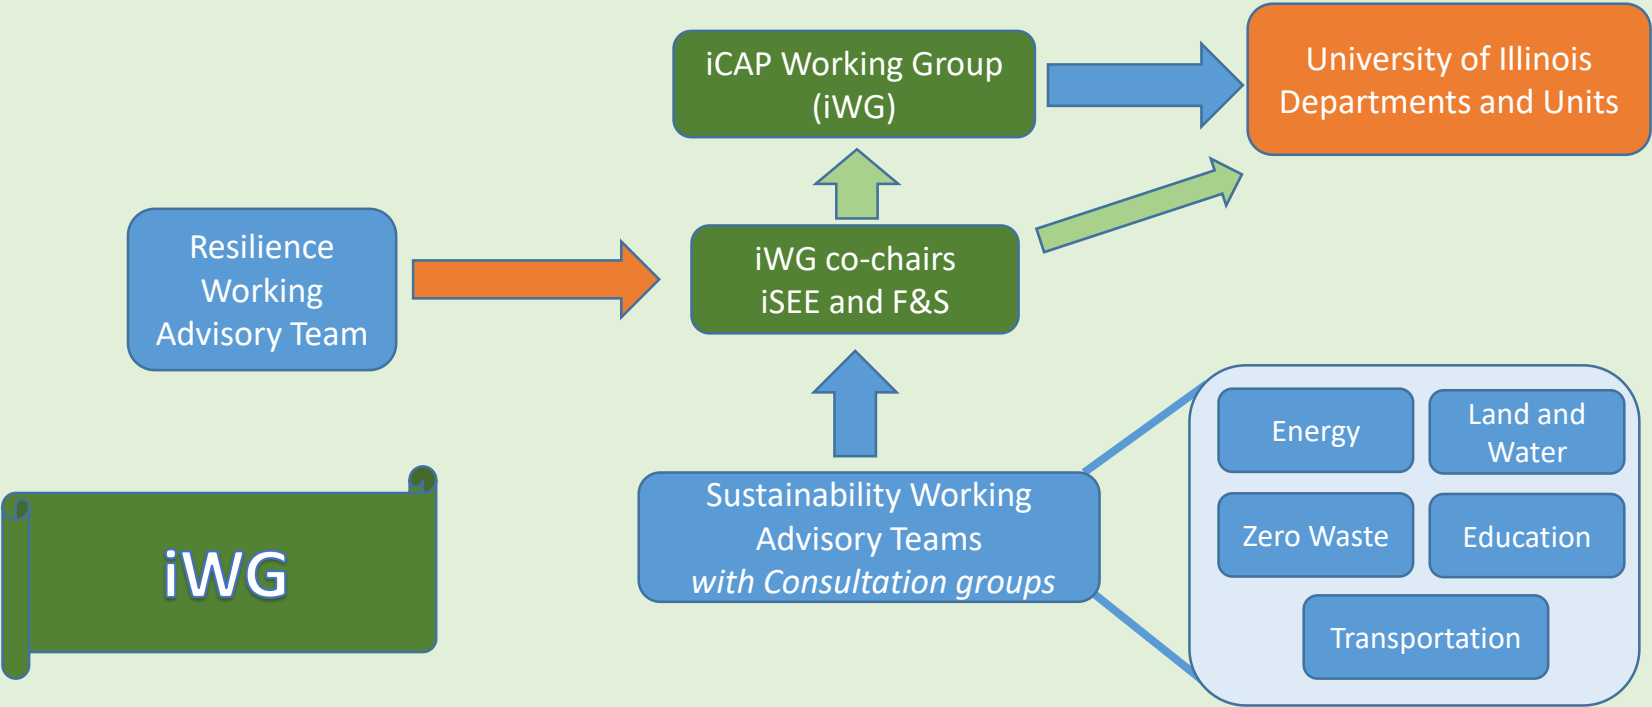 iCAP Working Group
(iWG)
University of Illinois
Departments and Units
Resilience
Working
Advisory Team
iWG co-chairs
iSEE and F&S
Sustainability Working
Advisory Teams
with Consultation groups
Energy
Land and
Water
Zero Waste
Education
Transportation
iWG